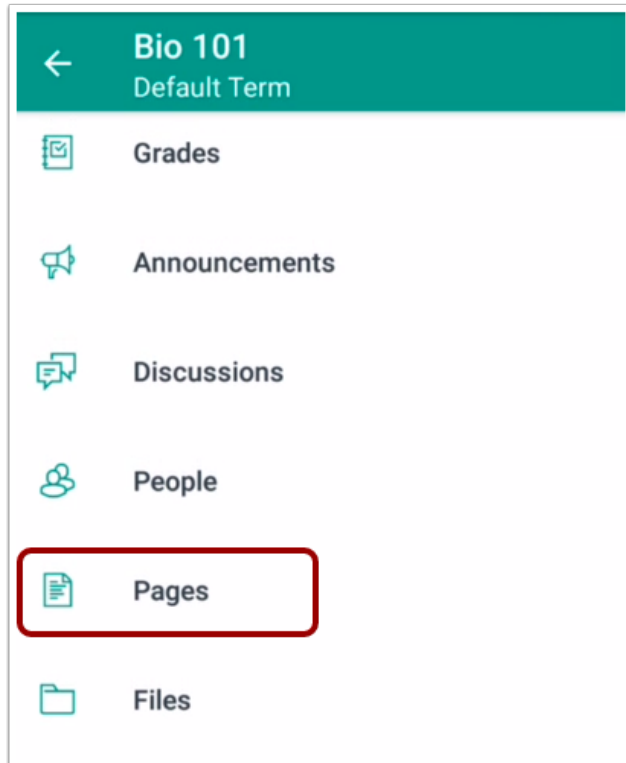 Bio 101
Default Term
Grades
Announcements
Discussions
People
Pages
Files